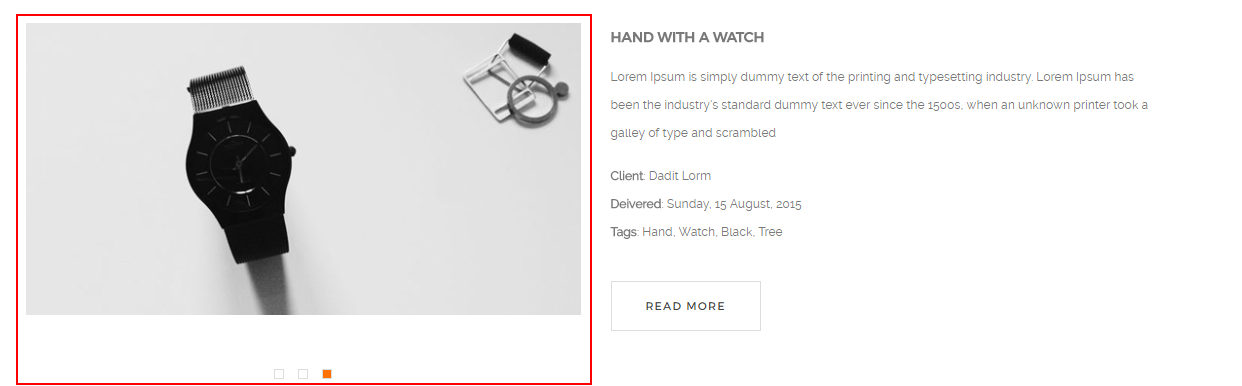 HAND WITH A WATCH
Lorem Ipsum is simply dummy text of the printing and typesetting industry. Lorem Ipsum has
been the industry's standard dummy text ever since the 1500s, when an unknown printer took a
galley of type and scrambled
Client: Dadit Lorm
Deivered: Sunday, 15 August, 2015
Tags: Hand, Watch, Black, Tree
READ MORE